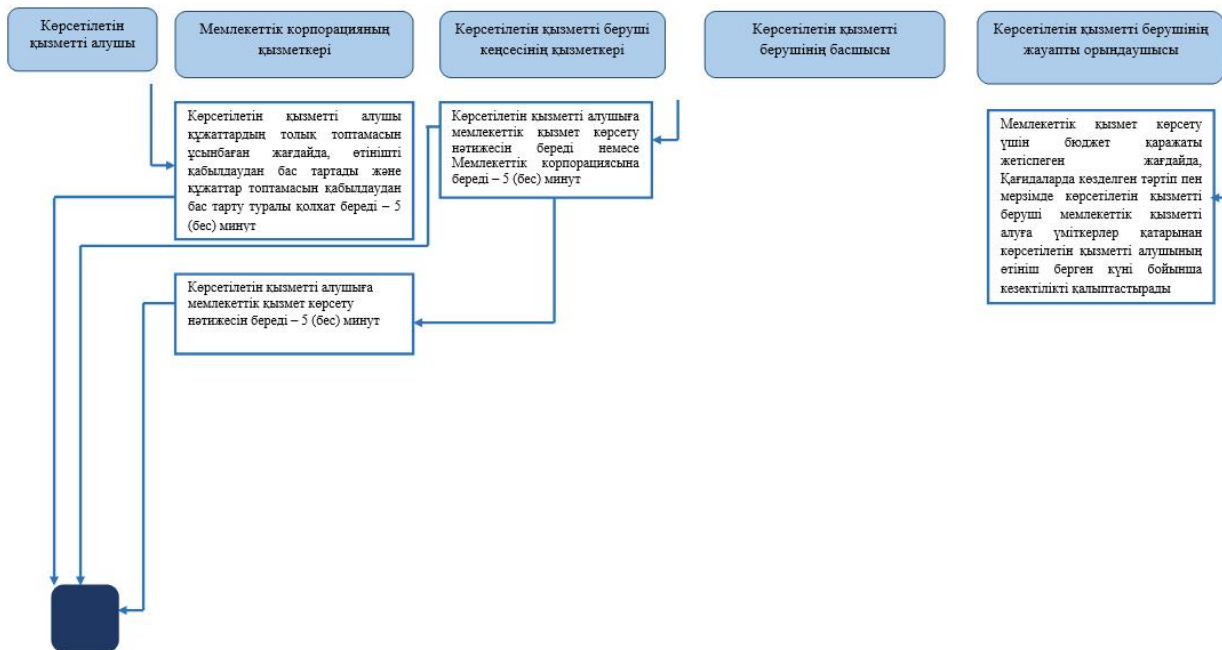 Көрсетілетін
қызметті алушы
Мемлекеттік корпорацияның
қызметкері
Көрсетілетін қызметті беруші
кеңсесінің қызметкері
Көрсетілетін қызметті
берушінің басшысы
Көрсетілетін қызметті берушінің
жауапты орындаушысы
Көрсетілетін қызметті алушы
құжаттардың толық топтамасын
ұсынбаған жағдайда, өтінішті
қабылдаудан бас тартады және
құжаттар топтамасын қабылдаудан
бас тарту туралы қолхат береді – 5
(бес) минут
Көрсетілетін қызметті алушыға
мемлекеттік қызмет көрсету
нәтижесін береді немесе
Мемлекеттік корпорациясына
береді – 5 (бес) минут
Мемлекеттік қызмет көрсету
үшін бюджет қаражаты
жетіспеген жағдайда,
Қағидаларда көзделген тәртіп пен
мерзімде көрсетілетін қызметті
беруші мемлекеттік қызметті
алуға үміткерлер қатарынан
көрсетілетін қызметті алушының
өтініш берген күні бойынша
кезектілікті қалыптастырады
Көрсетілетін қызметті алушыға
мемлекеттік қызмет көрсету
нәтижесін береді – 5 (бес) минут